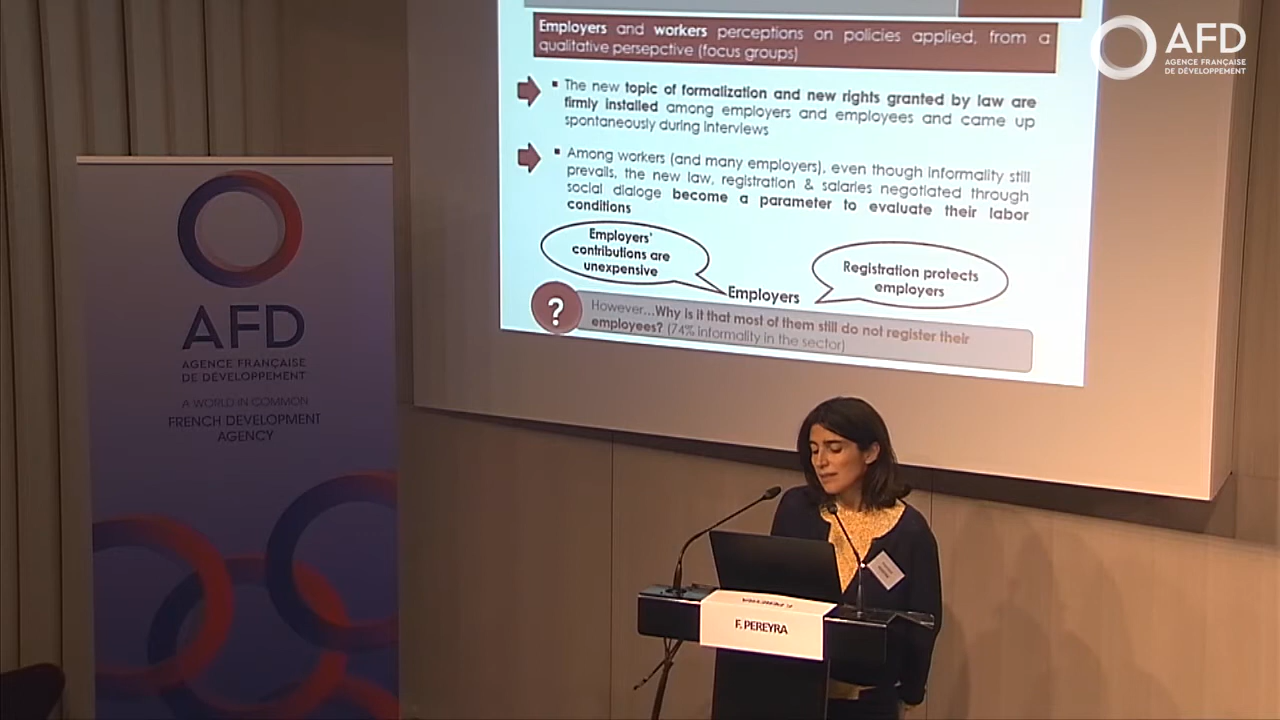 Employers and workers perceptions on policies applied, from a
qualitative persepctive (focus groups)
▪ The new topic of formalization and new rights granted by law are
firmly installed among employers and employees and came up
spontaneously during interviews
▪ Among workers (and many employers), even though informality still
prevails, the new law, registration & salaries negotiated through
social dialoge become a parameter to evaluate their labor
conditions
Employers'
contributions are
unexpensive
Employers
Registration protects
employers
?
However...Why is it that most of them still do not register their
employees? (74% informality in the sector)
AFD
AGENCE FRANÇAISE
DE DÉVELOPPEMENT
AFD
AGENCE FRANÇAISE
DE DÉVELOPPEMENT
A WORLD IN COMMON
FRENCH DEVELOPMENT
AGENCY
F. PEREYRA